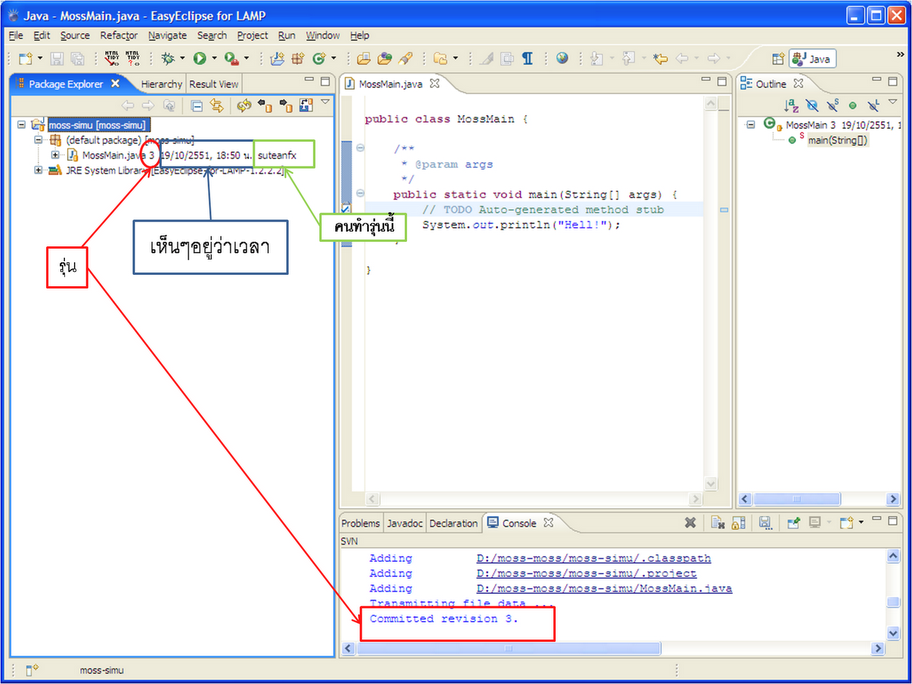 Java - MossMain.java - EasyEclipse for LAMP
File Edit Source Refactor Navigate Search Project Run Window Help
Java
Package Explorer Hierarchy Result View
MossMain.java
Outline
moss-simu [moss-simu]
(default package) [moss-simu]
MossMain.java 3 19/10/2551, 18:50 น. suteanfx
JRE System Library [EasyEclipse-for-LAMP-1.2.2.2]
คนทำรุ่นนี้
เห็นๆอยู่ว่าเวลา
รุ่น
public class MossMain {
/**
* @param args
*/
public static void main(String[] args) {
// TODO Auto-generated method stub
System.out.println("Hell!");
}
MossMain 3 19/10/2551, 1
main(String[])
Problems Javadoc Declaration Console
SVN
Adding D:/moss-moss/moss-simu/.classpath
Adding D:/moss-moss/moss-simu/.project
Adding D:/moss-moss/moss-simu/MossMain.java
Transmitting file data ...
Committed revision 3.
moss-simu